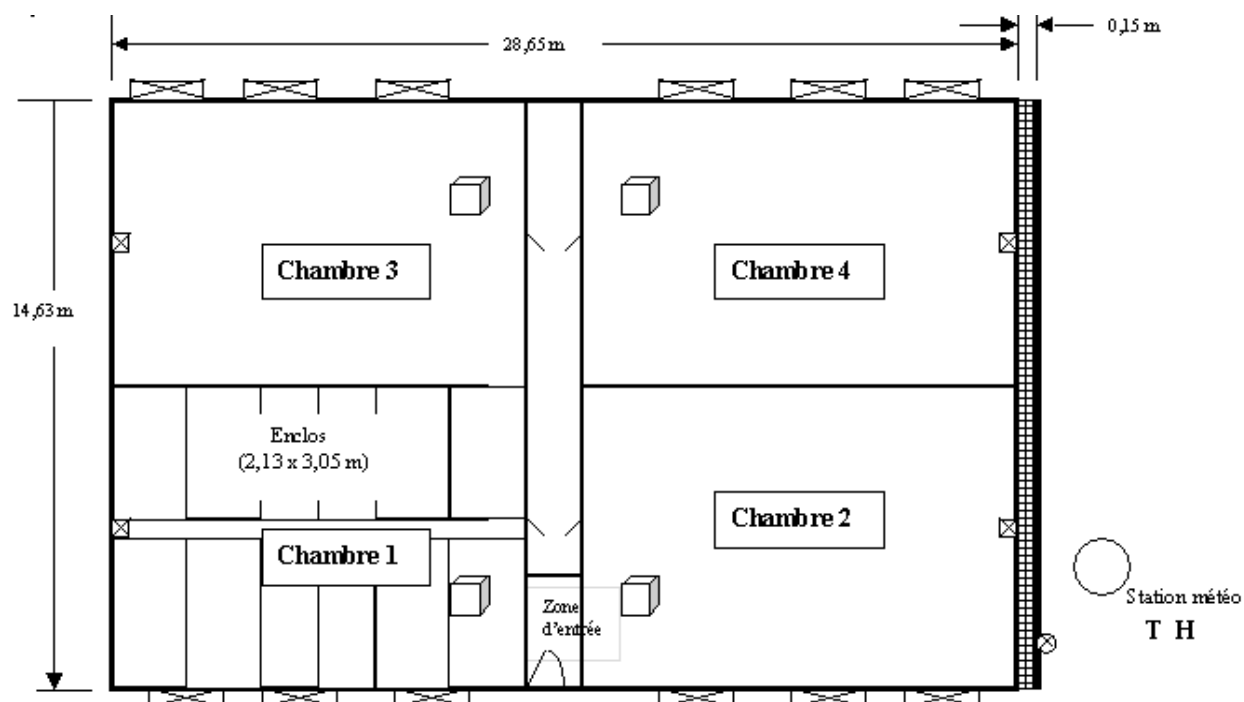 28,65 m
0,15 m
Chambre 3
Chambre 4
14,63 m
Enclos
(2,13 x 3,05 m)
Chambre 2
Chambre 1
Zone
d'entrée
Station météo
T H